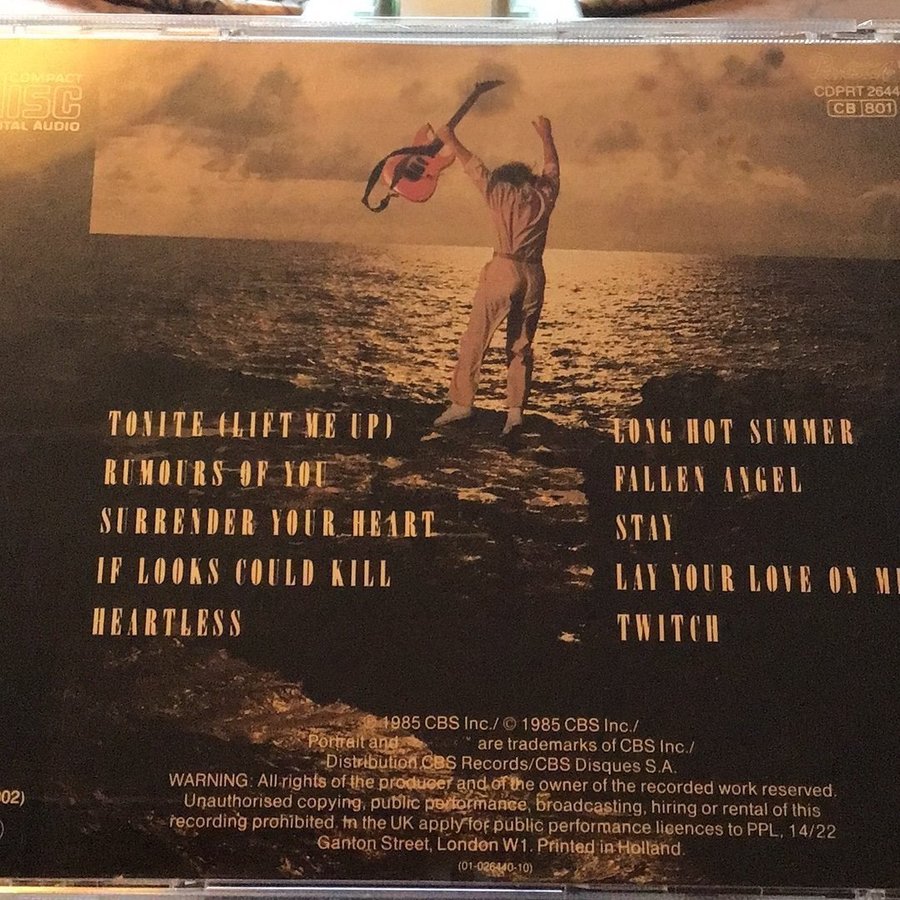 COMPACT
DISC
DIGITAL AUDIO
CDPRT 2644
CB 801
TONITE (LIFT ME UP)
RUMOURS OF YOU
SURRENDER YOUR HEART
IF LOOKS COULD KILL
HEARTLESS
LONG HOT SUMMER
FALLEN ANGEL
STAY
LAY YOUR LOVE ON ME
TWITCH
℗ 1985 CBS Inc./ © 1985 CBS Inc./
Portrait and are trademarks of CBS Inc./
Distribution CBS Records/CBS Disques S.A.
WARNING: All rights of the producer and of the owner of the recorded work reserved.
Unauthorised copying, public performance, broadcasting, hiring or rental of this
recording prohibited. In the UK apply for public performance licences to PPL, 14/22
Ganton Street, London W1. Printed in Holland.
(01-026440-10)
02)